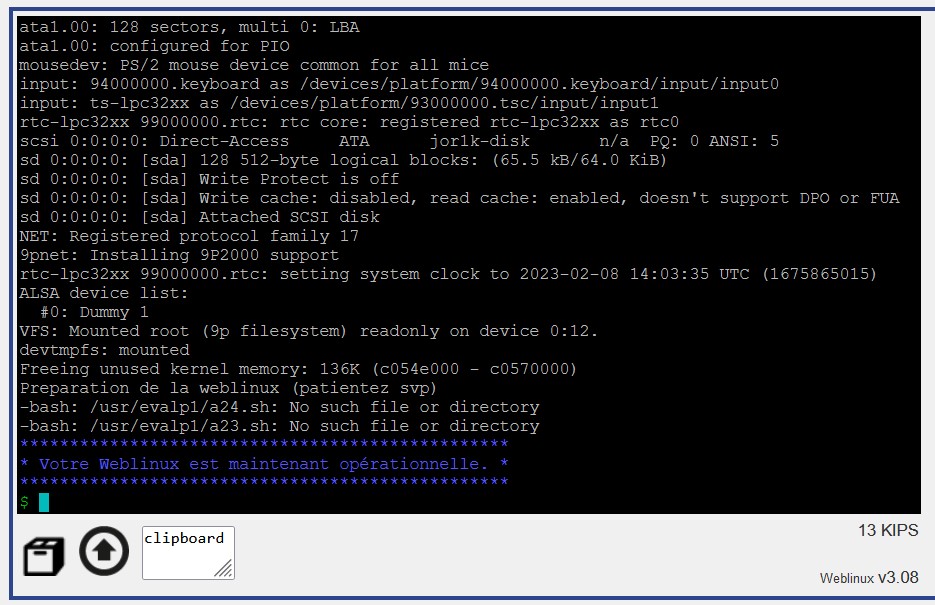 ata1.00: 128 sectors, multi 0: LBA
ata1.00: configured for PIO
mousedev: PS/2 mouse device common for all mice
input: 94000000.keyboard as /devices/platform/94000000.keyboard/input/input0
input: ts-lpc32xx as /devices/platform/93000000.tsc/input/input1
rtc-lpc32xx 99000000.rtc: rtc core: registered rtc-lpc32xx as rtc0
scsi 0:0:0:0: Direct-Access     ATA      jor1k-disk       n/a  PQ: 0 ANSI: 5
sd 0:0:0:0: [sda] 128 512-byte logical blocks: (65.5 kB/64.0 KiB)
sd 0:0:0:0: [sda] Write Protect is off
sd 0:0:0:0: [sda] Write cache: disabled, read cache: enabled, doesn't support DPO or FUA
sd 0:0:0:0: [sda] Attached SCSI disk
NET: Registered protocol family 17
9pnet: Installing 9P2000 support
rtc-lpc32xx 99000000.rtc: setting system clock to 2023-02-08 14:03:35 UTC (1675865015)
ALSA device list:
  #0: Dummy 1
VFS: Mounted root (9p filesystem) readonly on device 0:12.
devtmpfs: mounted
Freeing unused kernel memory: 136K (c054e000 - c0570000)
Preparation de la weblinux (patientez svp)
-bash: /usr/evalp1/a24.sh: No such file or directory
-bash: /usr/evalp1/a23.sh: No such file or directory
*************************************************
* Votre Weblinux est maintenant opérationnelle. *
*************************************************
$
clipboard
13 KIPS
Weblinux v3.08